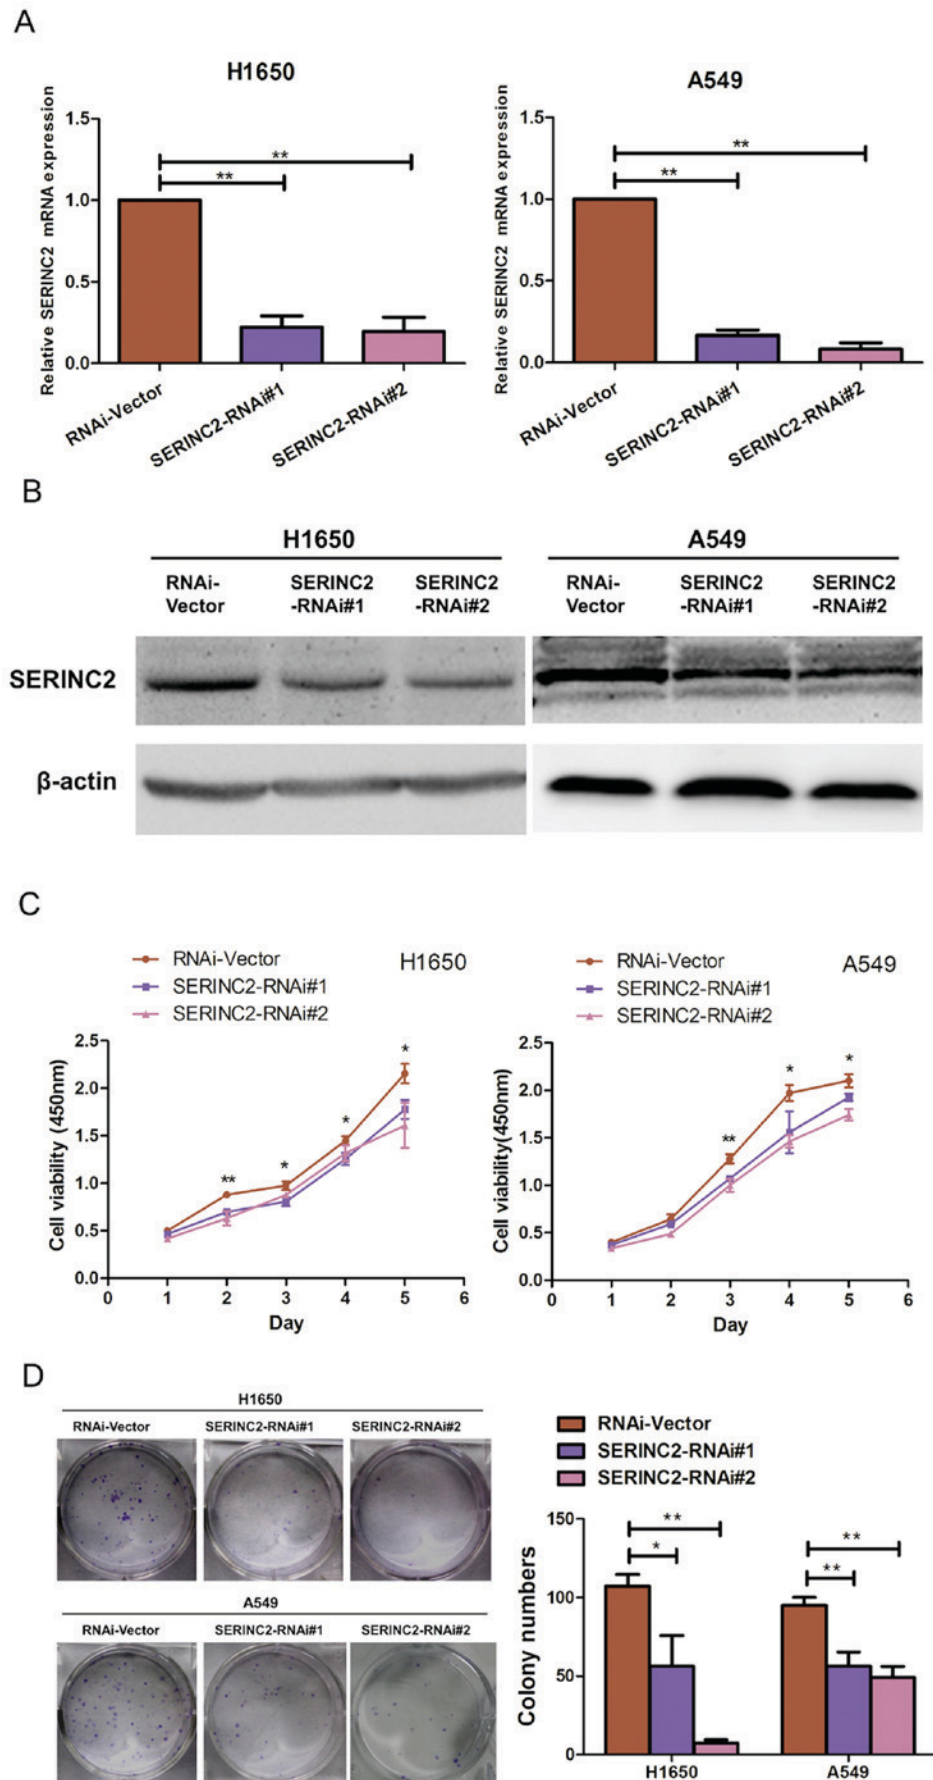 A
H1650
A549
Relative SERINC2 mRNA expression
1.5
1.0
0.5
0.0
**
**
RNAi-Vector
SERINC2-RNAi#1
SERINC2-RNAi#2
Relative SERINC2 mRNA expression
1.5
1.0
0.5
0.0
**
**
RNAi-Vector
SERINC2-RNAi#1
SERINC2-RNAi#2
B
H1650
A549
RNAi-
Vector
SERINC2
-RNAi#1
SERINC2
-RNAi#2
RNAi-
Vector
SERINC2
-RNAi#1
SERINC2
-RNAi#2
SERINC2
β-actin
C
RNAi-Vector
SERINC2-RNAi#1
SERINC2-RNAi#2
H1650
Cell viability (450nm)
2.5
2.0
1.5
1.0
0.5
0.0
**
*
*
*
0 1 2 3 4 5 6
Day
RNAi-Vector
SERINC2-RNAi#1
SERINC2-RNAi#2
A549
Cell viability(450nm)
2.5
2.0
1.5
1.0
0.5
0.0
**
*
*
0 1 2 3 4 5 6
Day
D
H1650
RNAi-Vector SERINC2-RNAi#1 SERINC2-RNAi#2
A549
RNAi-Vector SERINC2-RNAi#1 SERINC2-RNAi#2
RNAi-Vector
SERINC2-RNAi#1
SERINC2-RNAi#2
Colony numbers
150
100
50
0
**
*
**
**
H1650 A549